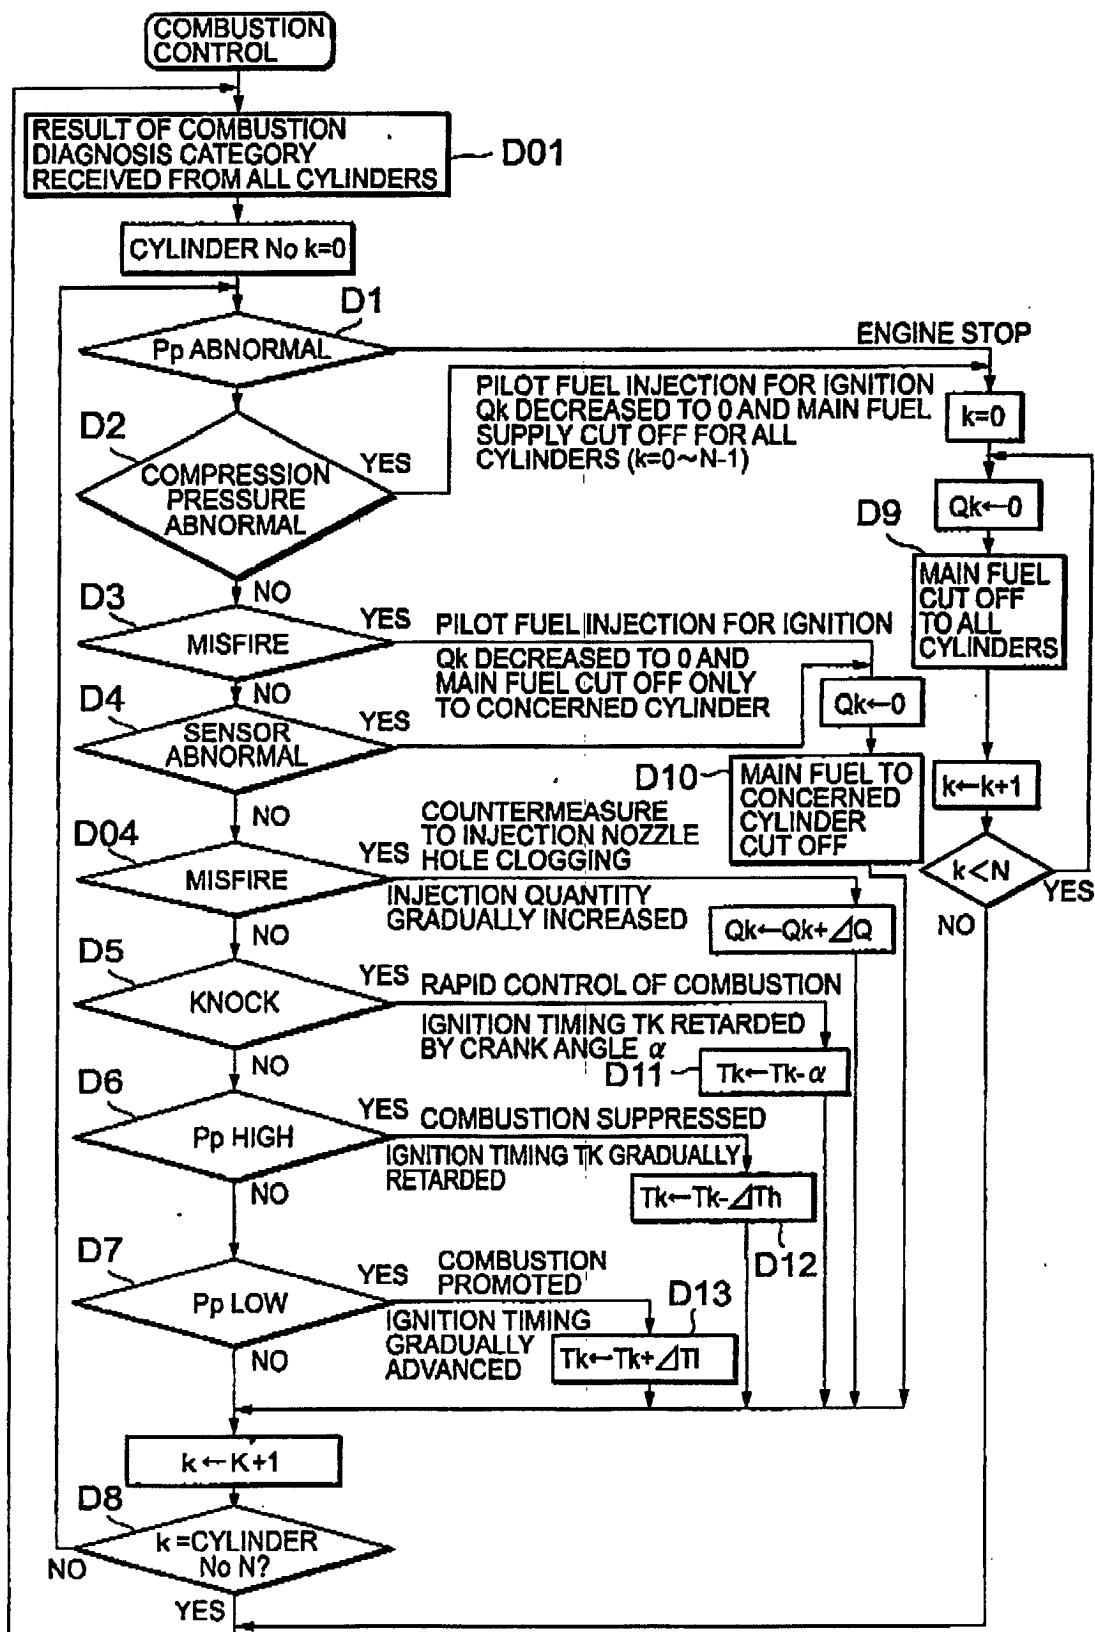 COMBUSTION
CONTROL
RESULT OF COMBUSTION
DIAGNOSIS CATEGORY
RECEIVED FROM ALL CYLINDERS
D01
CYLINDER No k=0
D1
Pp ABNORMAL
ENGINE STOP
PILOT FUEL INJECTION FOR IGNITION
Qk DECREASED TO 0 AND MAIN FUEL
SUPPLY CUT OFF FOR ALL
CYLINDERS (k=0~N-1)
k=0
D2
COMPRESSION
PRESSURE
ABNORMAL
YES
NO
Qk←0
D9
MAIN FUEL
CUT OFF
TO ALL
CYLINDERS
D3
MISFIRE
YES
NO
PILOT FUEL INJECTION FOR IGNITION
Qk DECREASED TO 0 AND
MAIN FUEL CUT OFF ONLY
TO CONCERNED CYLINDER
Qk←0
D4
SENSOR
ABNORMAL
YES
NO
D10
MAIN FUEL TO
CONCERNED
CYLINDER
CUT OFF
k←k+1
k<N
YES
NO
D04
MISFIRE
YES
NO
COUNTERMEASURE
TO INJECTION NOZZLE
HOLE CLOGGING
INJECTION QUANTITY
GRADUALLY INCREASED
Qk←Qk+⊿Q
D5
KNOCK
YES
NO
RAPID CONTROL OF COMBUSTION
IGNITION TIMING TK RETARDED
BY CRANK ANGLE α
D11
Tk←Tk-α
D6
Pp HIGH
YES
NO
COMBUSTION SUPPRESSED
IGNITION TIMING TK GRADUALLY
RETARDED
Tk←Tk-⊿Th
D12
D7
Pp LOW
YES
NO
COMBUSTION
PROMOTED
IGNITION TIMING
GRADUALLY
ADVANCED
D13
Tk←Tk+⊿Tl
k←K+1
D8
k=CYLINDER
No N?
NO
YES